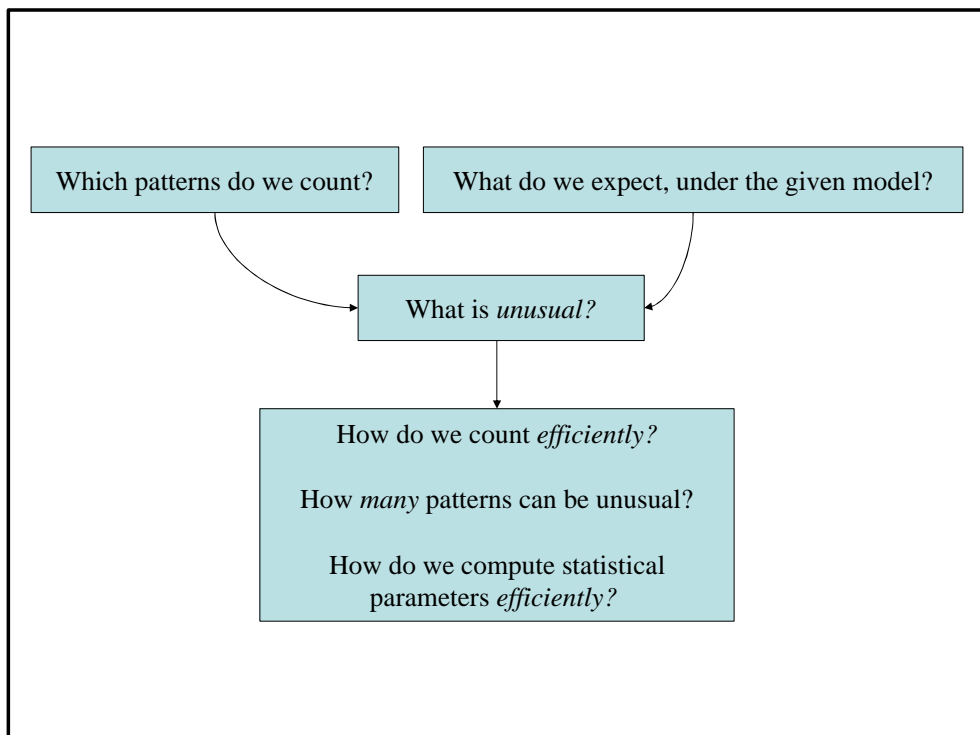 Which patterns do we count?
What do we expect, under the given model?
What is unusual?
How do we count efficiently?
How many patterns can be unusual?
How do we compute statistical
parameters efficiently?